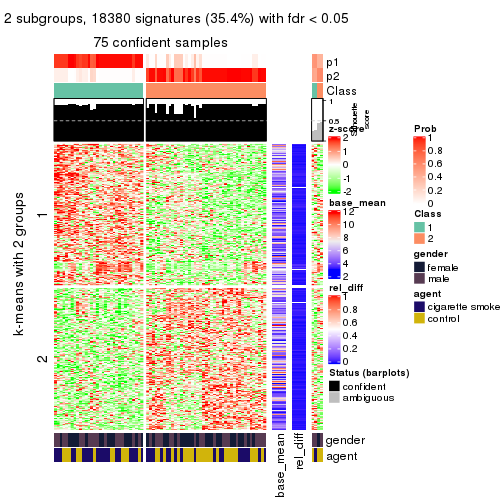 2 subgroups, 18380 signatures (35.4%) with fdr < 0.05
75 confident samples
p1
p2
Class
1
0.5
0
Silhouette
score
k-means with 2 groups
1
2
gender
agent
base_mean
rel_diff
z-score
2
1
0
-1
-2
base_mean
12
10
8
6
4
2
rel_diff
1
0.8
0.6
0.4
0.2
0
Status (barplots)
confident
ambiguous
Prob
1
0.8
0.6
0.4
0.2
0
Class
1
2
gender
female
male
agent
cigarette smoke
control